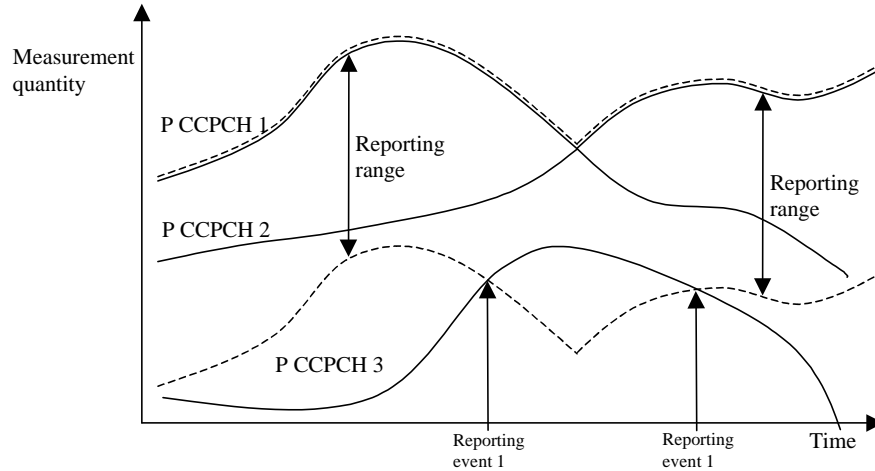 Measurement
quantity
P CCPCH 1
Reporting
range
Reporting
range
P CCPCH 2
P CCPCH 3
Reporting
event 1
Reporting
event 1
Time